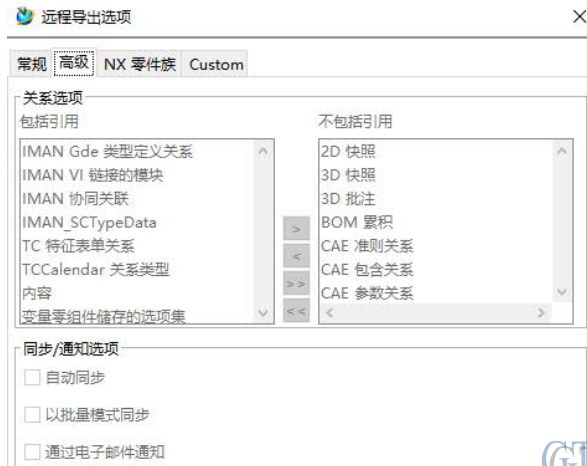 远程导出选项
常规 高级 NX 零件族 Custom
关系选项
包括引用 不包括引用
IMAN Gde 类型定义关系
IMAN VI 链接的模块
IMAN 协同关联
IMAN_SCTypeData
TC 特征表单关系
TCCalendar 关系类型
内容
变量零组件储存的选项集
>
<
>>
<<
2D 快照
3D 快照
3D 批注
BOM 累积
CAE 准则关系
CAE 包含关系
CAE 参数关系
同步/通知选项
自动同步
以批量模式同步
通过电子邮件通知